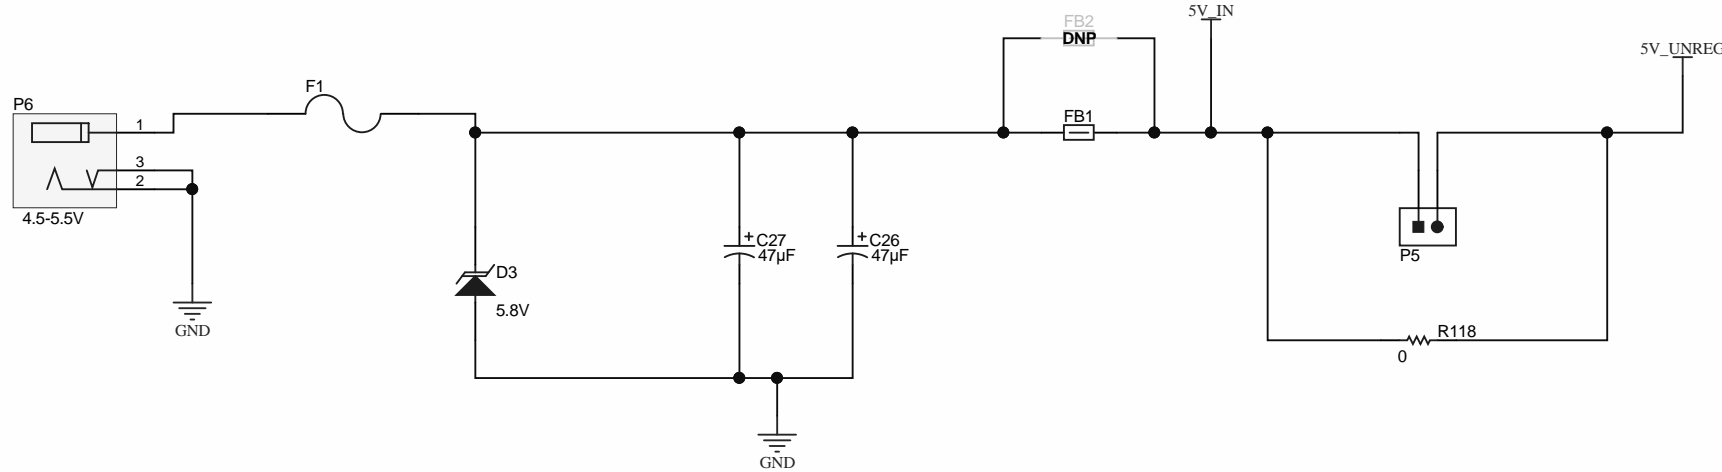 5V_IN
FB2
DNP
5V_UNREG
F1
P6
FB1
1
3
2
4.5-5.5V
C27
47µF
C26
47µF
P5
D3
5.8V
GND
R118
0
GND